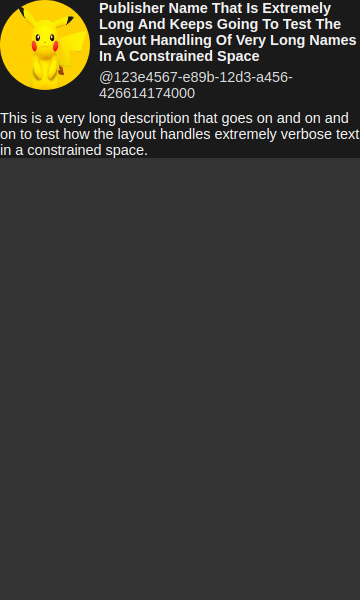 Publisher Name That Is Extremely
Long And Keeps Going To Test The
Layout Handling Of Very Long Names
In A Constrained Space
@123e4567-e89b-12d3-a456-
426614174000
This is a very long description that goes on and on and
on to test how the layout handles extremely verbose text
in a constrained space.